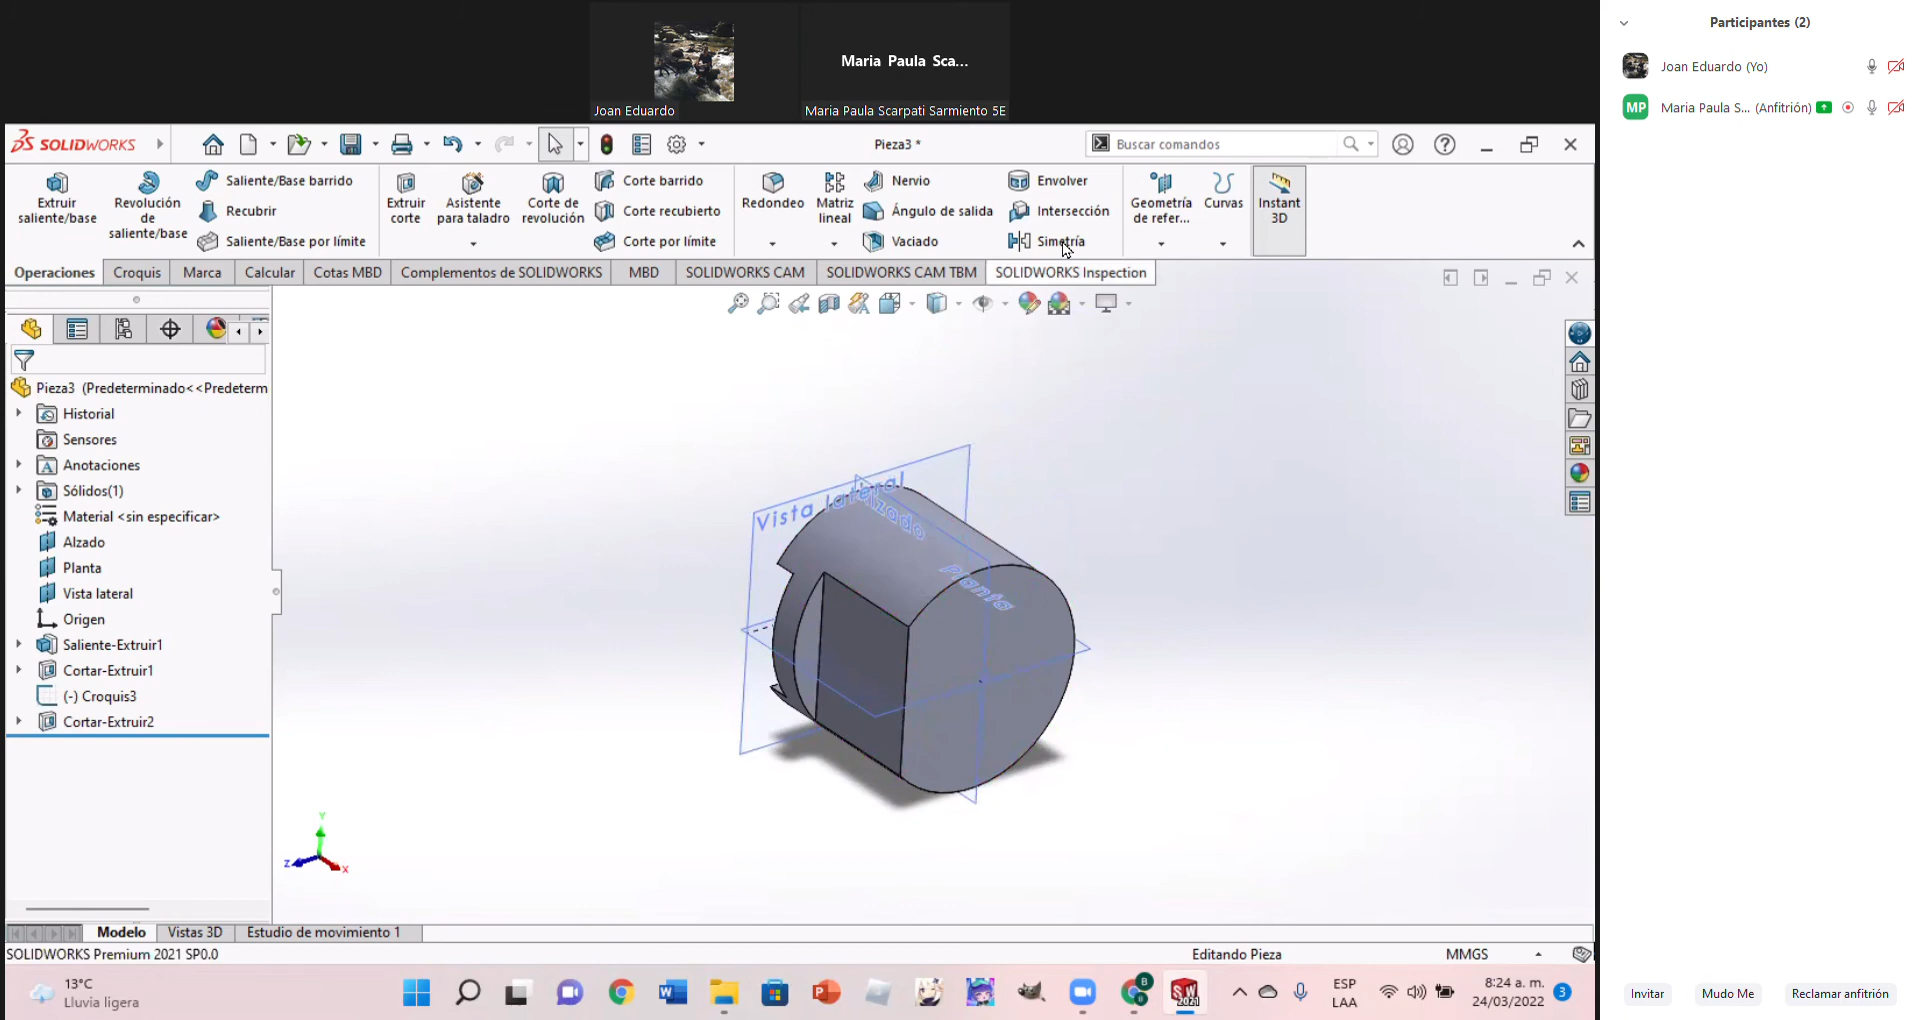 Maria Paula Sca...
Joan Eduardo
Maria Paula Scarpati Sarmiento 5E
Participantes (2)
Joan Eduardo (Yo)
MP
Maria Paula S... (Anfitrión)
SOLIDWORKS
Pieza3 *
Buscar comandos
Extruir saliente/base
Revolución de saliente/base
Saliente/Base barrido
Recubrir
Saliente/Base por límite
Extruir corte
Asistente para taladro
Corte de revolución
Corte barrido
Corte recubierto
Corte por límite
Redondeo
Matriz lineal
Nervio
Ángulo de salida
Vaciado
Envolver
Intersección
Simetría
Geometría de refer...
Curvas
Instant 3D
Operaciones
Croquis
Marca
Calcular
Cotas MBD
Complementos de SOLIDWORKS
MBD
SOLIDWORKS CAM
SOLIDWORKS CAM TBM
SOLIDWORKS Inspection
Pieza3 (Predeterminado<<Predeterm
Historial
Sensores
Anotaciones
Sólidos(1)
Material <sin especificar>
Alzado
Planta
Vista lateral
Origen
Saliente-Extruir1
Cortar-Extruir1
(-) Croquis3
Cortar-Extruir2
Vista lateral
Alzado
Planta
Y
Z
X
Modelo
Vistas 3D
Estudio de movimiento 1
SOLIDWORKS Premium 2021 SP0.0
Editando Pieza
MMGS
13°C
Lluvia ligera
B
SW
2021
ESP
LAA
8:24 a. m.
24/03/2022
3
Invitar
Mudo Me
Reclamar anfitrión